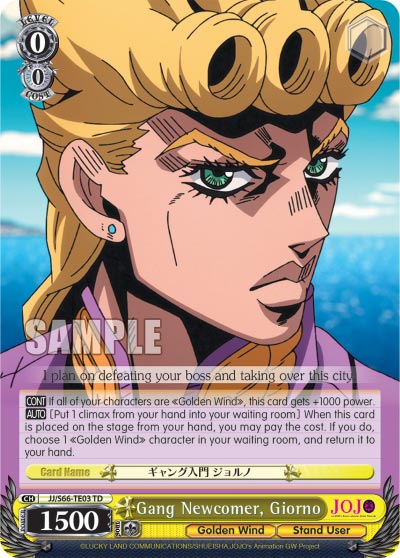 LEVEL
0
0
COST
SAMPLE
I plan on defeating your boss and taking over this city.
CONT If all of your characters are «Golden Wind», this card gets +1000 power.
AUTO [Put 1 climax from your hand into your waiting room] When this card
is placed on the stage from your hand, you may pay the cost. If you do,
choose 1 «Golden Wind» character in your waiting room, and return it to
your hand.
Card Name ギャング入門 ジョルノ
CH JJ/S66-TE03 TD
POWER 1500 SOUL Gang Newcomer, Giorno JOJO
Golden Wind Stand User
©LUCKY LAND COMMUNICATIONS/SHUEISHA,JOJO's Animation GW Project